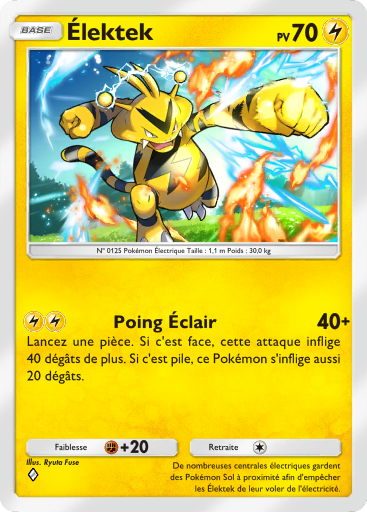 BASE Élektek PV 70
N° 0125 Pokémon Électrique Taille : 1,1 m Poids : 30,0 kg
Poing Éclair 40+
Lancez une pièce. Si c'est face, cette attaque inflige
40 dégâts de plus. Si c'est pile, ce Pokémon s'inflige aussi
20 dégâts.
Faiblesse +20 Retraite
Illus. Ryuta Fuse
De nombreuses centrales électriques gardent
des Pokémon Sol à proximité afin d'empêcher
les Élektek de leur voler de l'électricité.